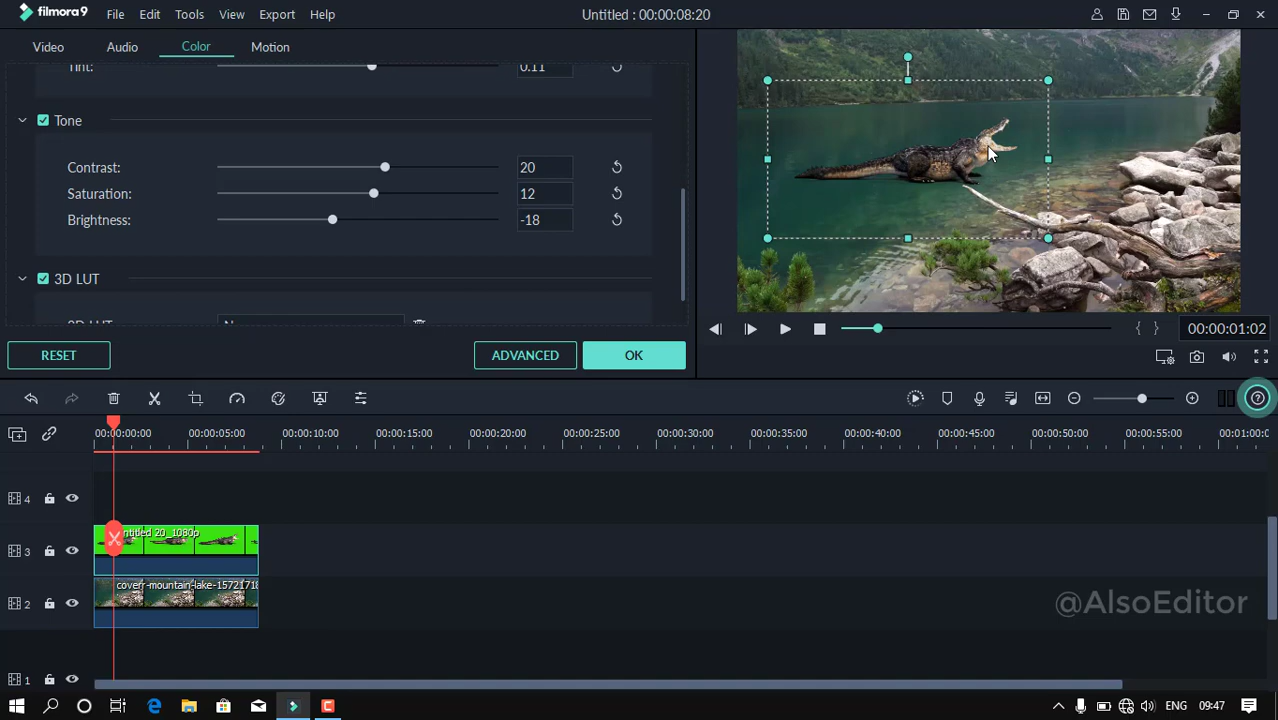 filmora9 File Edit Tools View Export Help Untitled : 00:00:08:20
Video Audio Color Motion
Tint: 0.11
Tone
Contrast: 20
Saturation: 12
Brightness: -18
3D LUT
3D LUT N
00:00:01:02
RESET ADVANCED OK
00:00:00:00 00:00:05:00 00:00:10:00 00:00:15:00 00:00:20:00 00:00:25:00 00:00:30:00 00:00:35:00 00:00:40:00 00:00:45:00 00:00:50:00 00:00:55:00 00:01:00:0
4
ntitled 20_1080p
3
coverr-mountain-lake-15721718
2
@AlsoEditor
1
ENG 09:47